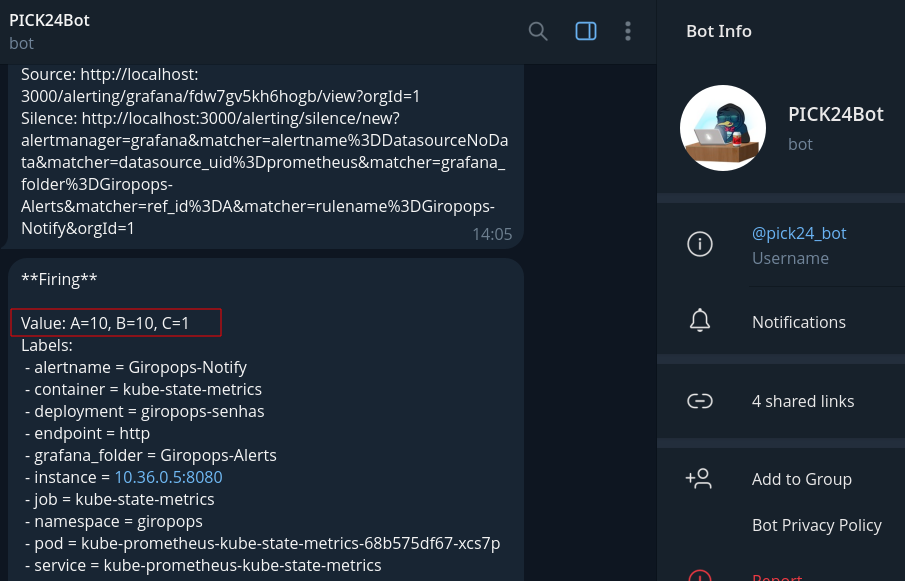 PICK24Bot
bot
Source: http://localhost:
3000/alerting/grafana/fdw7gv5kh6hogb/view?orgId=1
Silence: http://localhost:3000/alerting/silence/new?
alertmanager=grafana&matcher=alertname%3DDatasourceNoDa
ta&matcher=datasource_uid%3Dprometheus&matcher=grafana_
folder%3DGiropops-
Alerts&matcher=ref_id%3DA&matcher=rulename%3DGiropops-
Notify&orgId=1
14:05
**Firing**
Value: A=10, B=10, C=1
Labels:
- alertname = Giropops-Notify
- container = kube-state-metrics
- deployment = giropops-senhas
- endpoint = http
- grafana_folder = Giropops-Alerts
- instance = 10.36.0.5:8080
- job = kube-state-metrics
- namespace = giropops
- pod = kube-prometheus-kube-state-metrics-68b575df67-xcs7p
- service = kube-prometheus-kube-state-metrics
Bot Info
PICK24Bot
bot
@pick24_bot
Username
Notifications
4 shared links
Add to Group
Bot Privacy Policy
Report